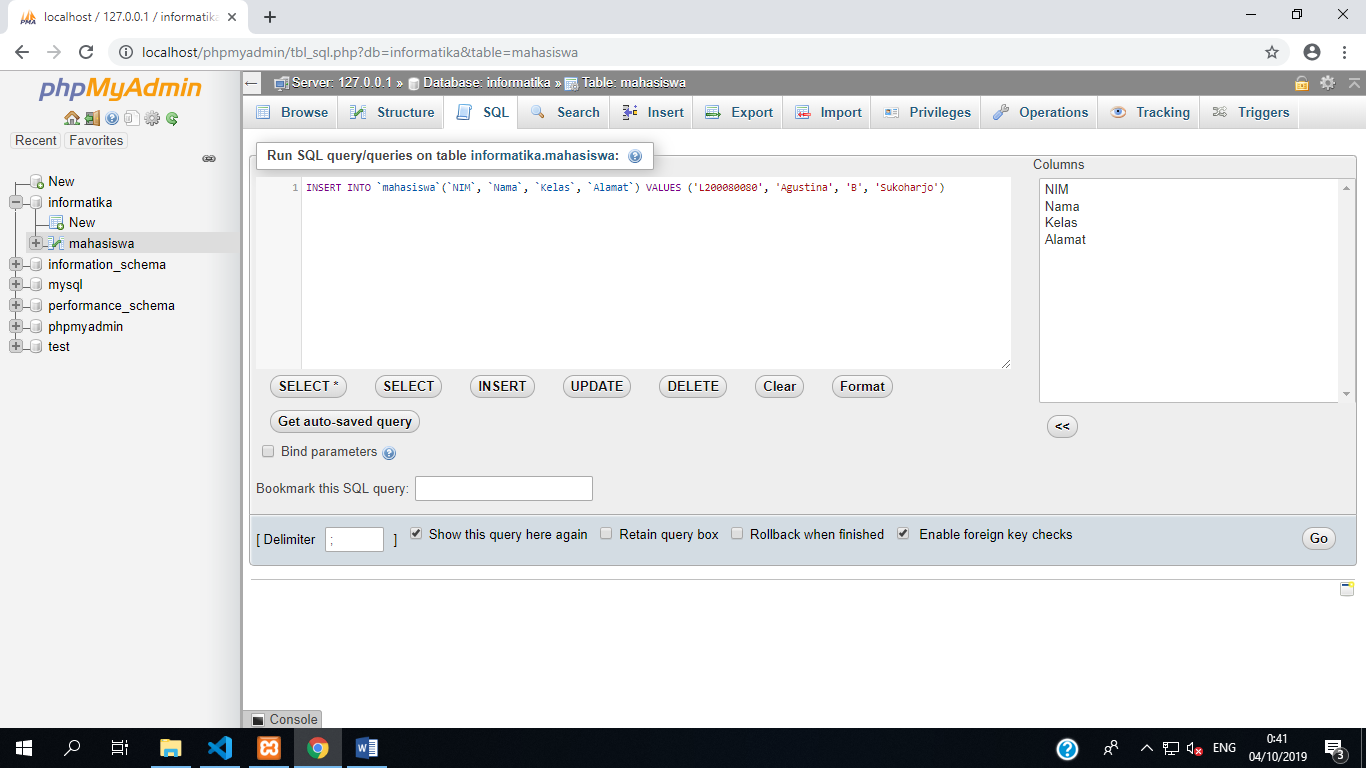 localhost / 127.0.0.1 / informatika
localhost/phpmyadmin/tbl_sql.php?db=informatika&table=mahasiswa
phpMyAdmin
Recent Favorites
New
informatika
New
mahasiswa
information_schema
mysql
performance_schema
phpmyadmin
test
Server: 127.0.0.1 » Database: informatika » Table: mahasiswa
Browse Structure SQL Search Insert Export Import Privileges Operations Tracking Triggers
Run SQL query/queries on table informatika.mahasiswa:
1 INSERT INTO `mahasiswa`(`NIM`, `Nama`, `Kelas`, `Alamat`) VALUES ('L200080080', 'Agustina', 'B', 'Sukoharjo')
Columns
NIM
Nama
Kelas
Alamat
SELECT * SELECT INSERT UPDATE DELETE Clear Format
Get auto-saved query
<<
Bind parameters
Bookmark this SQL query:
[ Delimiter ; ] Show this query here again Retain query box Rollback when finished Enable foreign key checks Go
Console
ENG
0:41
04/10/2019
3